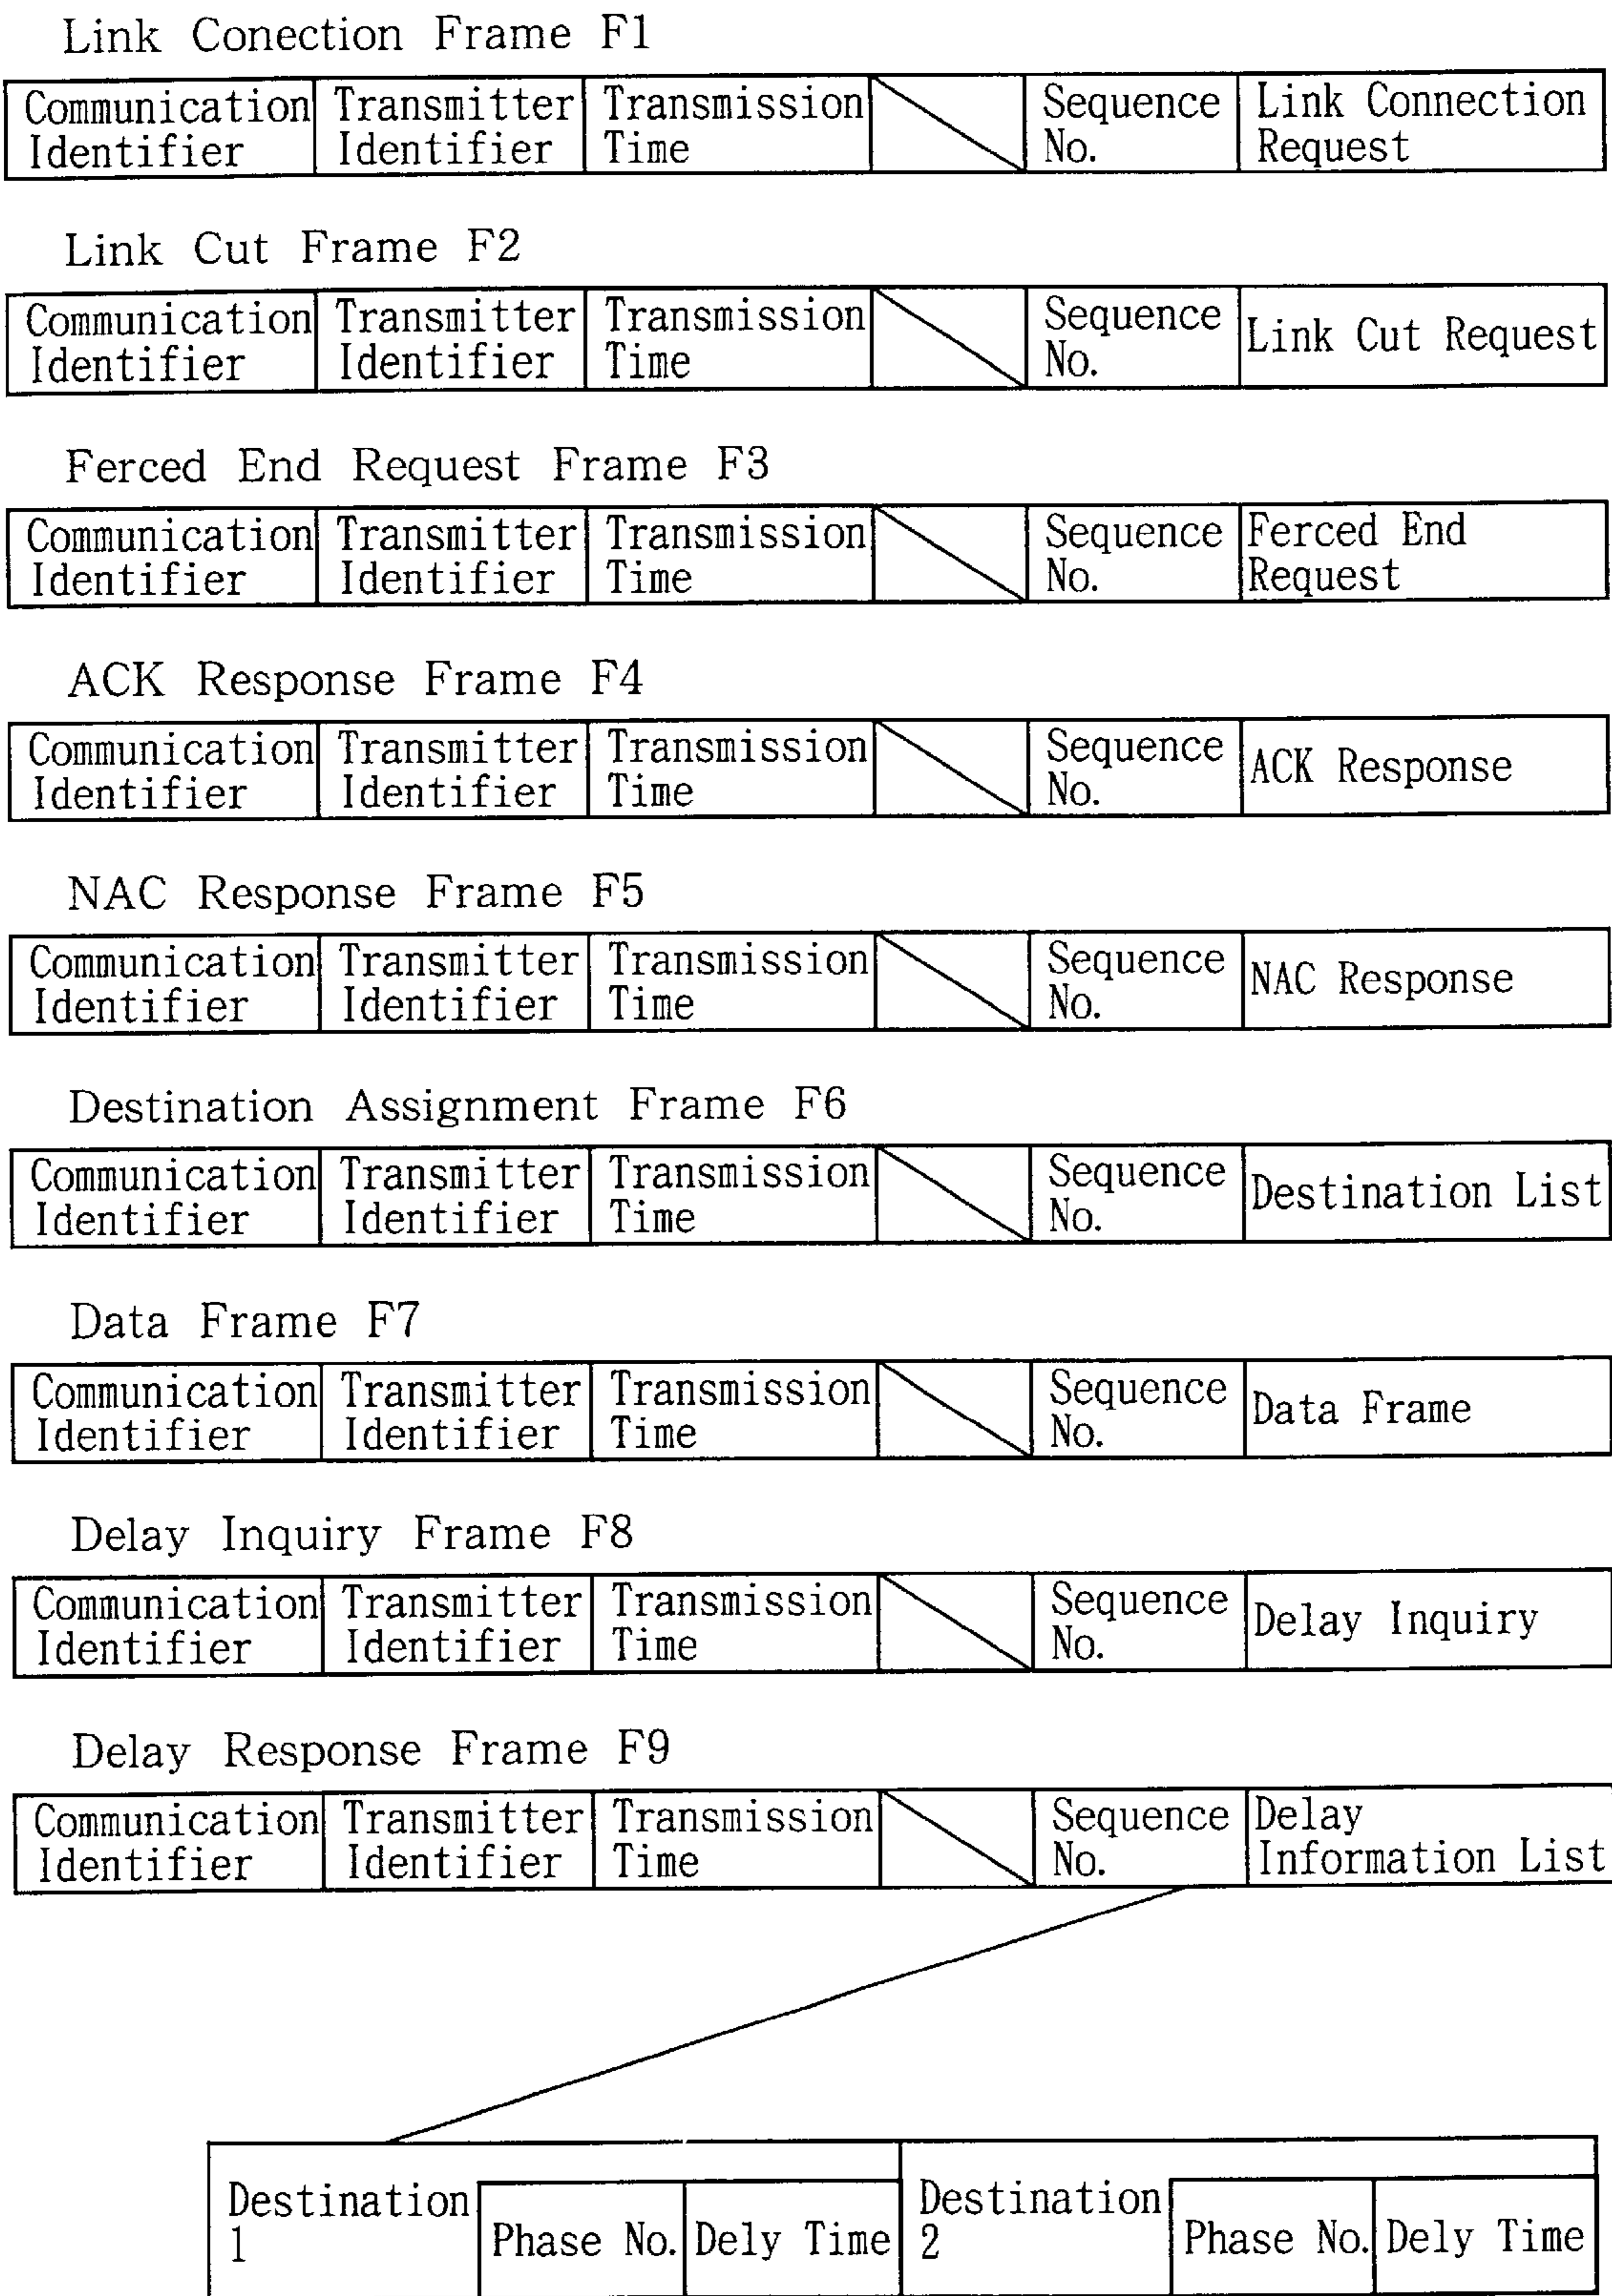 Link Conection Frame F1
Communication Identifier Transmitter Identifier Transmission Time Sequence No. Link Connection Request
Link Cut Frame F2
Communication Identifier Transmitter Identifier Transmission Time Sequence No. Link Cut Request
Ferced End Request Frame F3
Communication Identifier Transmitter Identifier Transmission Time Sequence No. Ferced End Request
ACK Response Frame F4
Communication Identifier Transmitter Identifier Transmission Time Sequence No. ACK Response
NAC Response Frame F5
Communication Identifier Transmitter Identifier Transmission Time Sequence No. NAC Response
Destination Assignment Frame F6
Communication Identifier Transmitter Identifier Transmission Time Sequence No. Destination List
Data Frame F7
Communication Identifier Transmitter Identifier Transmission Time Sequence No. Data Frame
Delay Inquiry Frame F8
Communication Identifier Transmitter Identifier Transmission Time Sequence No. Delay Inquiry
Delay Response Frame F9
Communication Identifier Transmitter Identifier Transmission Time Sequence No. Delay Information List
Destination 1 Phase No. Dely Time Destination 2 Phase No. Dely Time